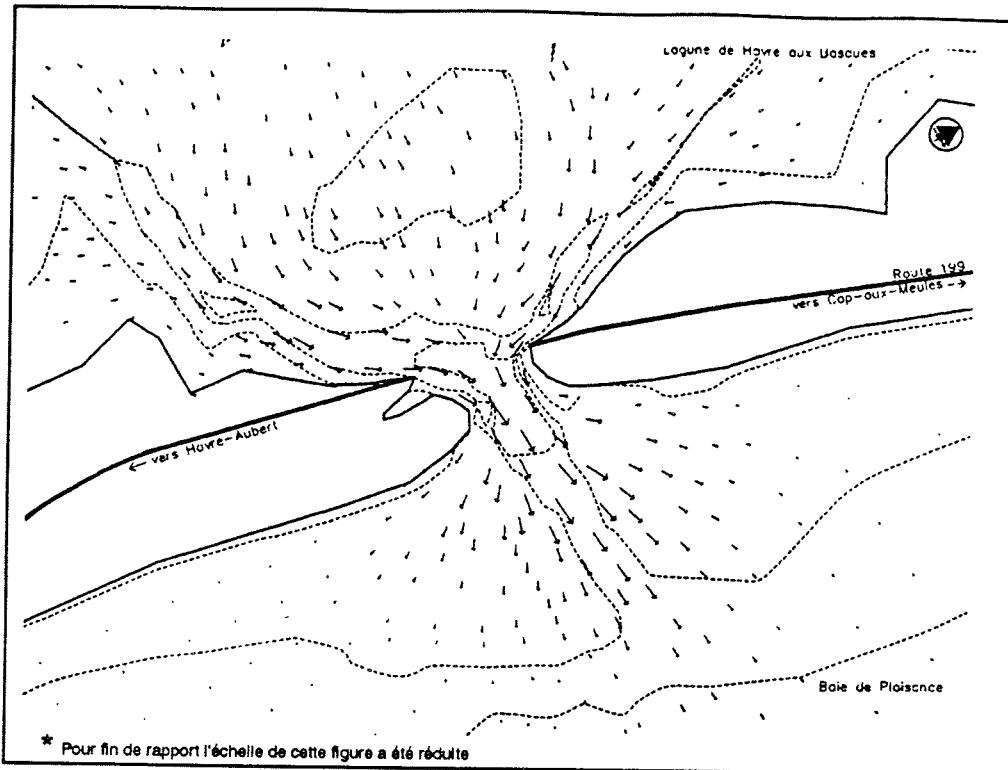 Lagune de Havre aux Basques
Route 199
vers Cap-aux-Meules →
← vers Havre-Aubert
Baie de Plaisance
* Pour fin de rapport l'échelle de cette figure a été réduite